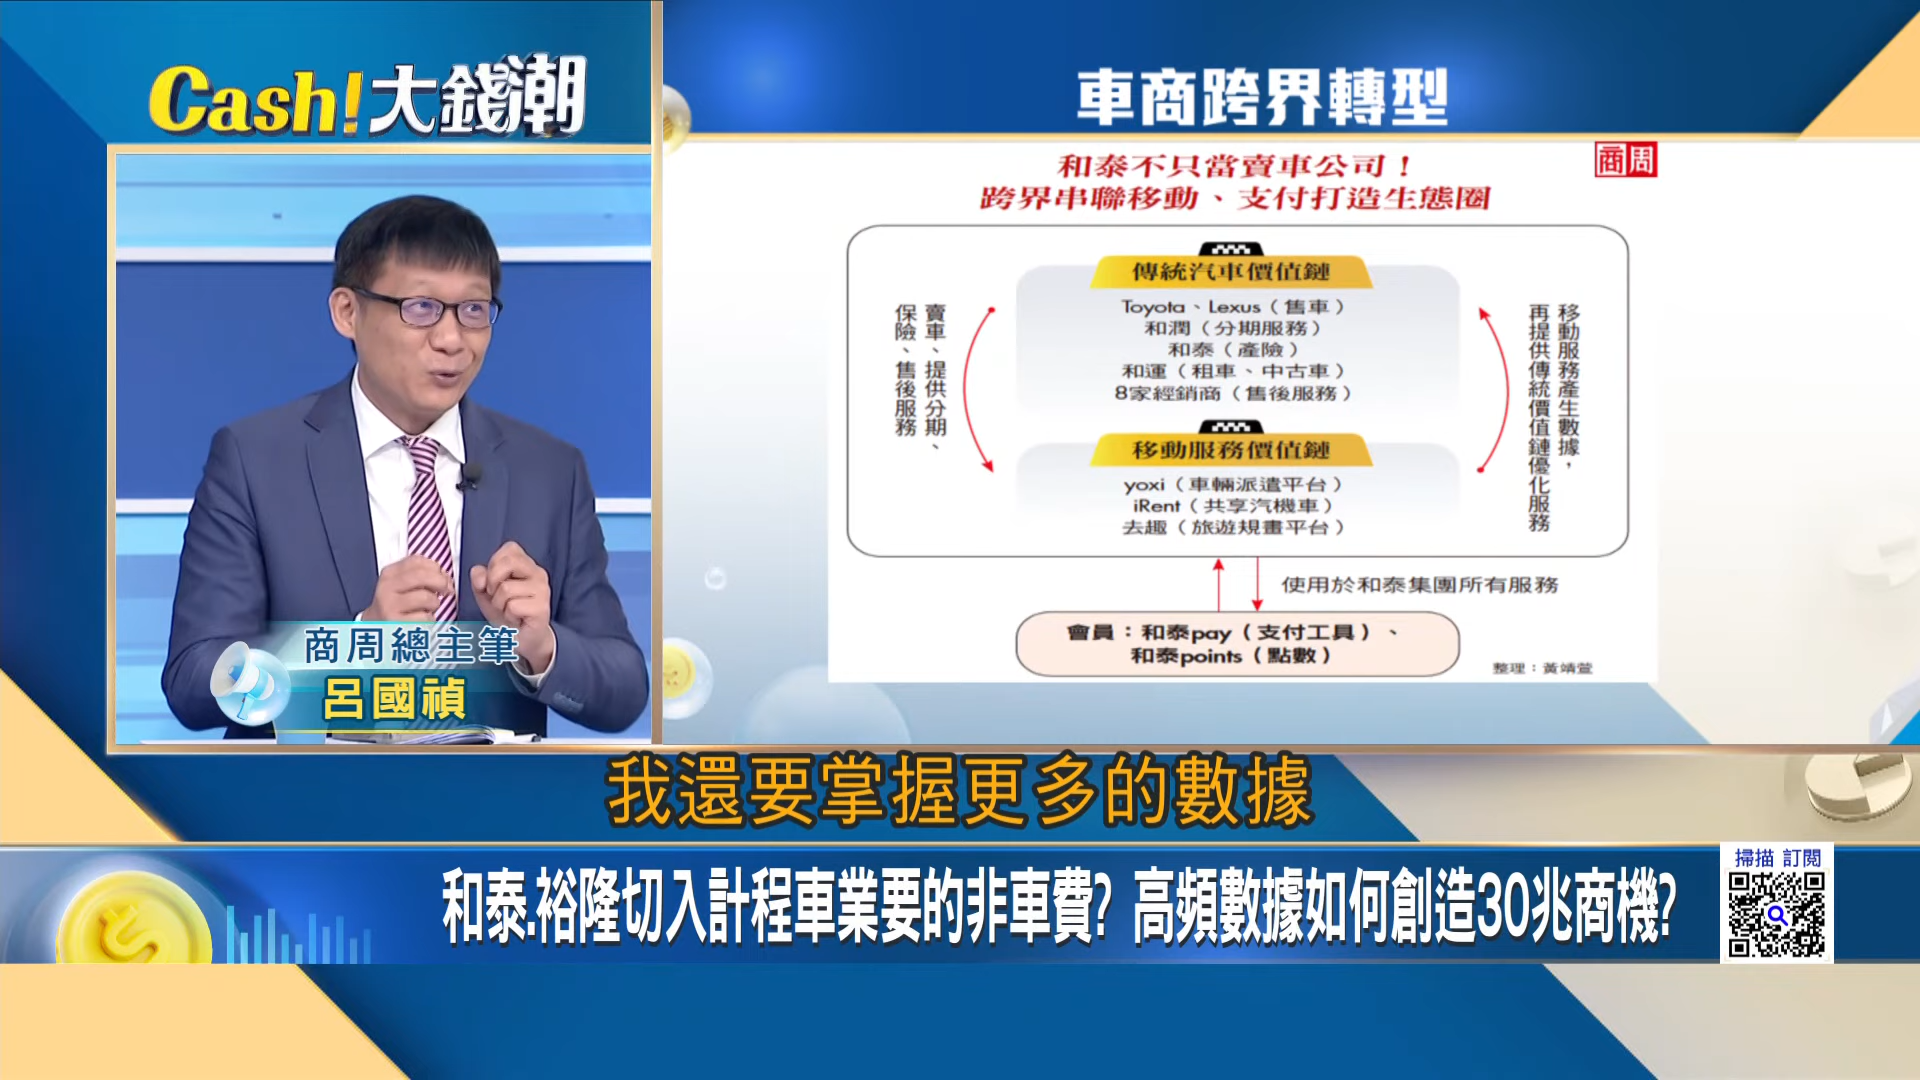 Cash!大錢潮
車商跨界轉型
商周
和泰不只當賣車公司！
跨界串聯移動、支付打造生態圈
傳統汽車價值鏈
Toyota、Lexus（售車）
和潤（分期服務）
和泰（產險）
和運（租車、中古車）
8家經銷商（售後服務）
賣車、提供分期、
保險、售後服務
移動服務產生數據，
再提供傳統價值鏈優化服務
移動服務價值鏈
yoxi（車輛派遣平台）
iRent（共享汽機車）
去趣（旅遊規畫平台）
使用於和泰集團所有服務
會員：和泰pay（支付工具）、
和泰points（點數）
整理：黃靖萱
商周總主筆
呂國禎
我還要掌握更多的數據
和泰.裕隆切入計程車業要的非車費? 高頻數據如何創造30兆商機?
掃描 訂閱